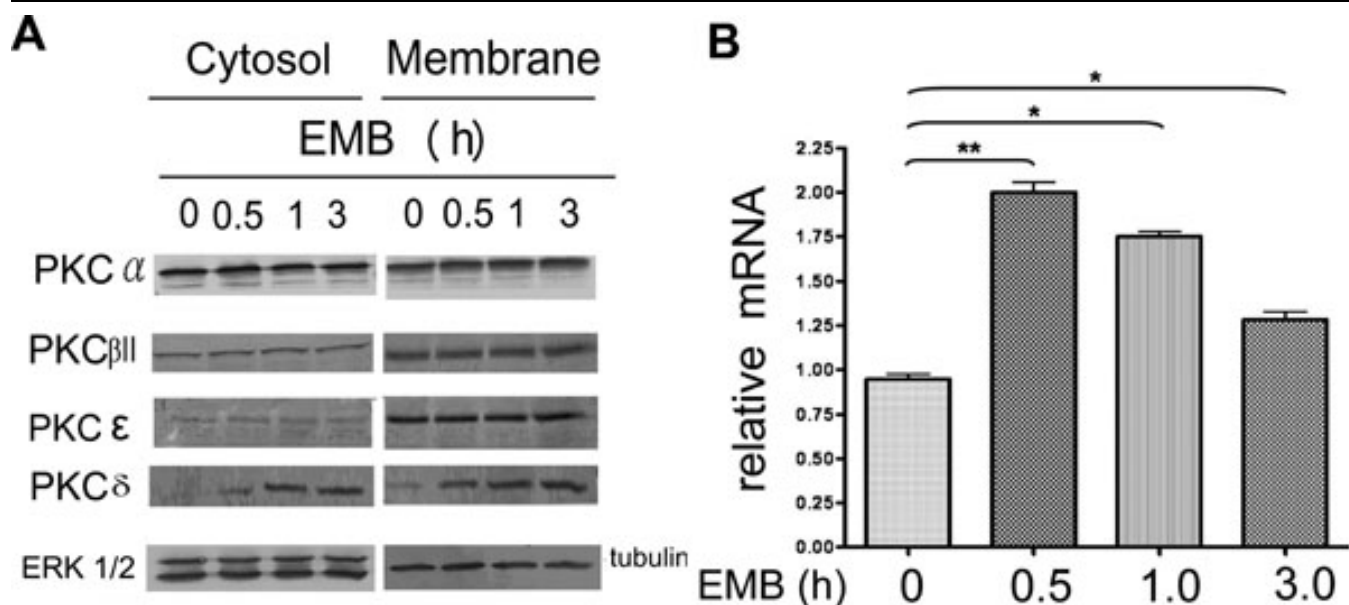 A
Cytosol Membrane
EMB (h)
0 0.5 1 3 0 0.5 1 3
PKC α
PKCβII
PKC ε
PKCδ
ERK 1/2 tubulin
B
*
*
**
relative mRNA
2.25
2.00
1.75
1.50
1.25
1.00
0.75
0.50
0.25
0.00
EMB (h) 0 0.5 1.0 3.0